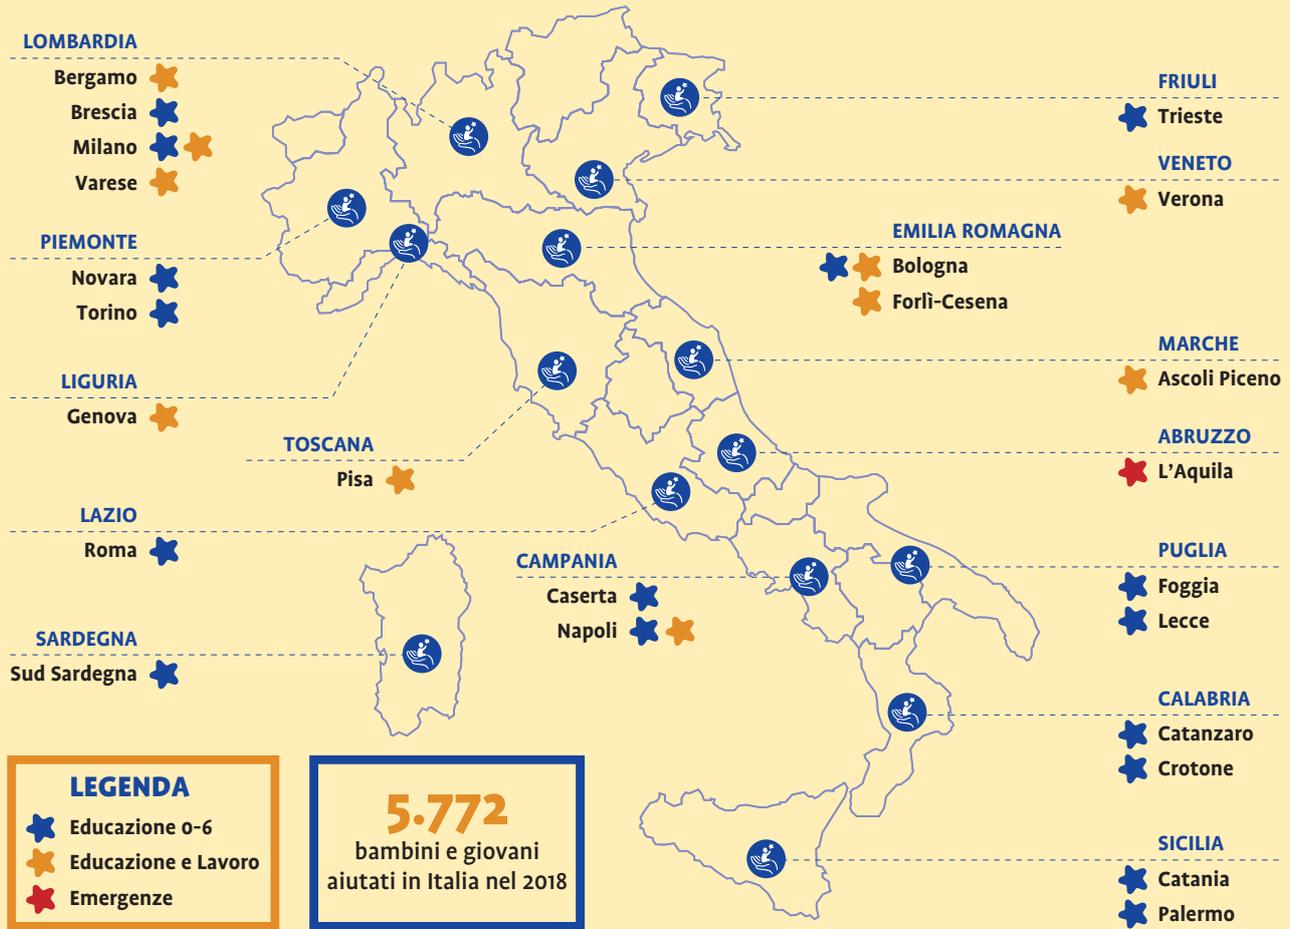 LOMBARDIA
Bergamo
Brescia
Milano
Varese
PIEMONTE
Novara
Torino
LIGURIA
Genova
TOSCANA
Pisa
LAZIO
Roma
SARDEGNA
Sud Sardegna
CAMPANIA
Caserta
Napoli
FRIULI
Trieste
VENETO
Verona
EMILIA ROMAGNA
Bologna
Forlì-Cesena
MARCHE
Ascoli Piceno
ABRUZZO
L'Aquila
PUGLIA
Foggia
Lecce
CALABRIA
Catanzaro
Crotone
SICILIA
Catania
Palermo
LEGENDA
Educazione 0-6
Educazione e Lavoro
Emergenze
5.772
bambini e giovani
aiutati in Italia nel 2018